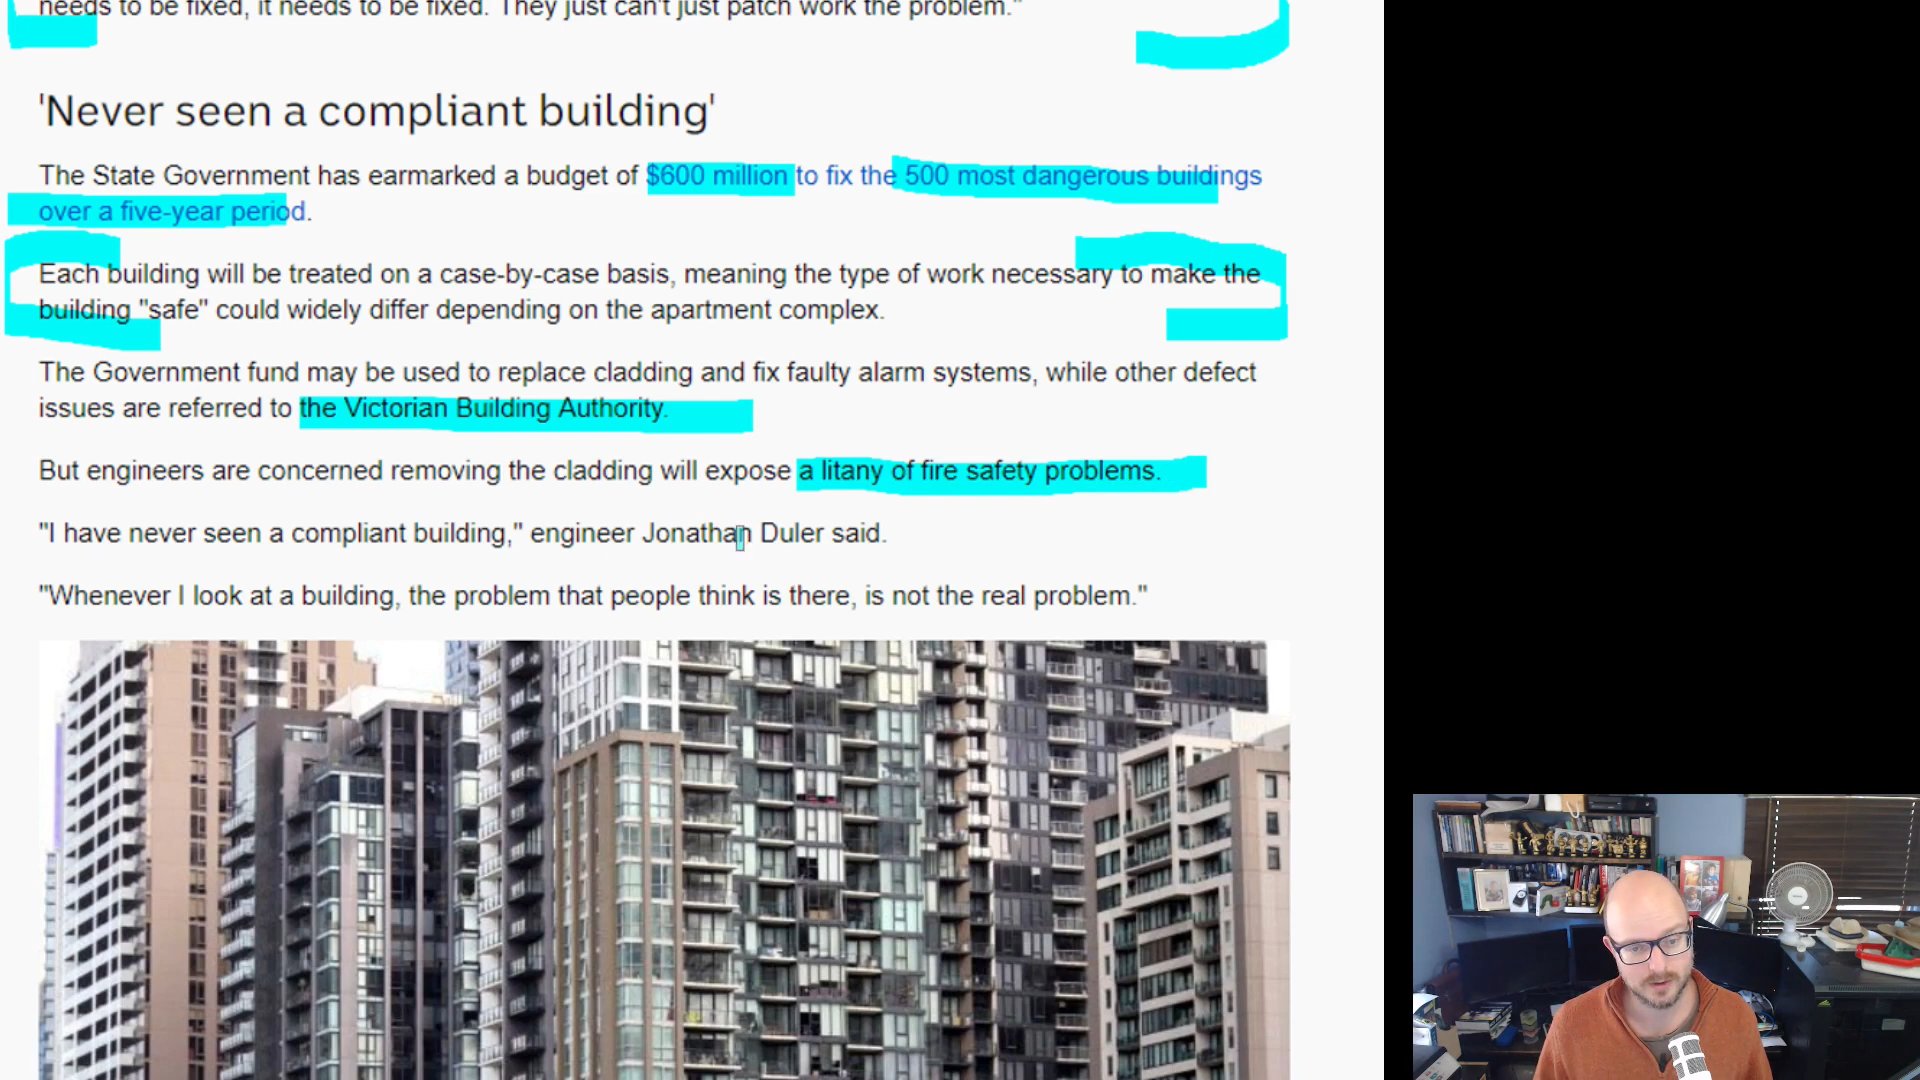 needs to be fixed, it needs to be fixed. They just can't just patch work the problem."
'Never seen a compliant building'
The State Government has earmarked a budget of $600 million to fix the 500 most dangerous buildings
over a five-year period.
Each building will be treated on a case-by-case basis, meaning the type of work necessary to make the
building "safe" could widely differ depending on the apartment complex.
The Government fund may be used to replace cladding and fix faulty alarm systems, while other defect
issues are referred to the Victorian Building Authority.
But engineers are concerned removing the cladding will expose a litany of fire safety problems.
"I have never seen a compliant building," engineer Jonathan Duler said.
"Whenever I look at a building, the problem that people think is there, is not the real problem."